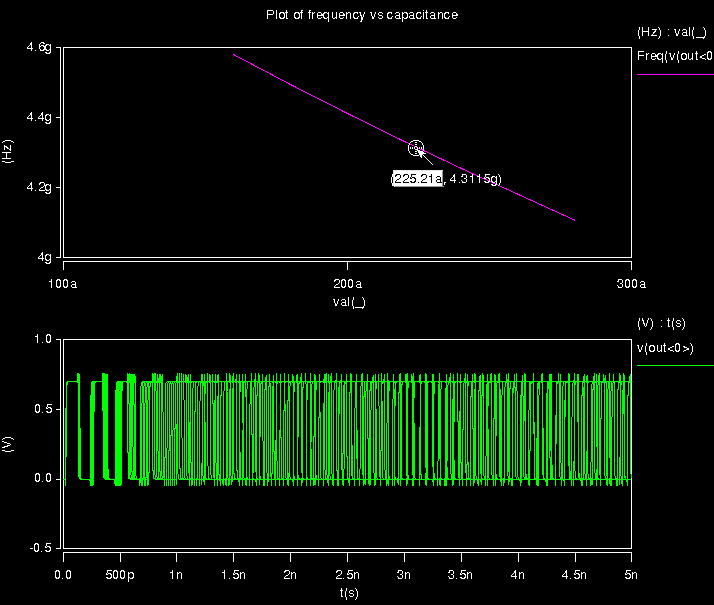 Plot of frequency vs capacitance
(Hz) : val(_)
Freq(v(out<0
4.6g
4.4g
4.2g
4g
(Hz)
(225.21a, 4.3115g)
100a 200a 300a
val(_)
(V) : t(s)
v(out<0>)
1.0
0.5
0.0
-0.5
(V)
0.0 500p 1n 1.5n 2n 2.5n 3n 3.5n 4n 4.5n 5n
t(s)